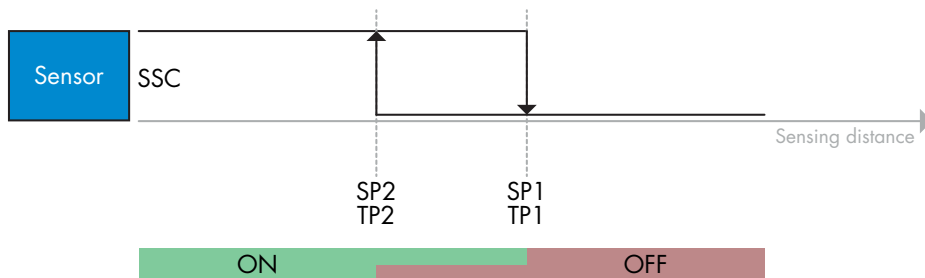 Sensor
SSC
Sensing distance
SP2
TP2
SP1
TP1
ON
OFF